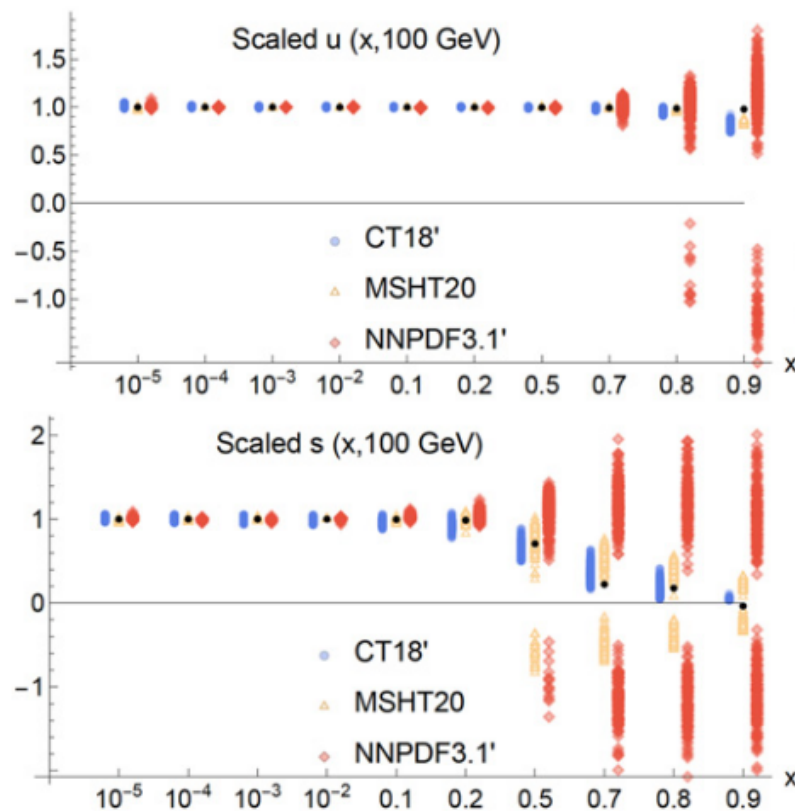 Scaled u (x,100 GeV)
1.5
1.0
0.5
0.0
−0.5
−1.0
CT18'
MSHT20
NNPDF3.1'
x
10⁻⁵ 10⁻⁴ 10⁻³ 10⁻² 0.1 0.2 0.5 0.7 0.8 0.9
Scaled s (x,100 GeV)
2
1
0
−1
CT18'
MSHT20
NNPDF3.1'
x
10⁻⁵ 10⁻⁴ 10⁻³ 10⁻² 0.1 0.2 0.5 0.7 0.8 0.9